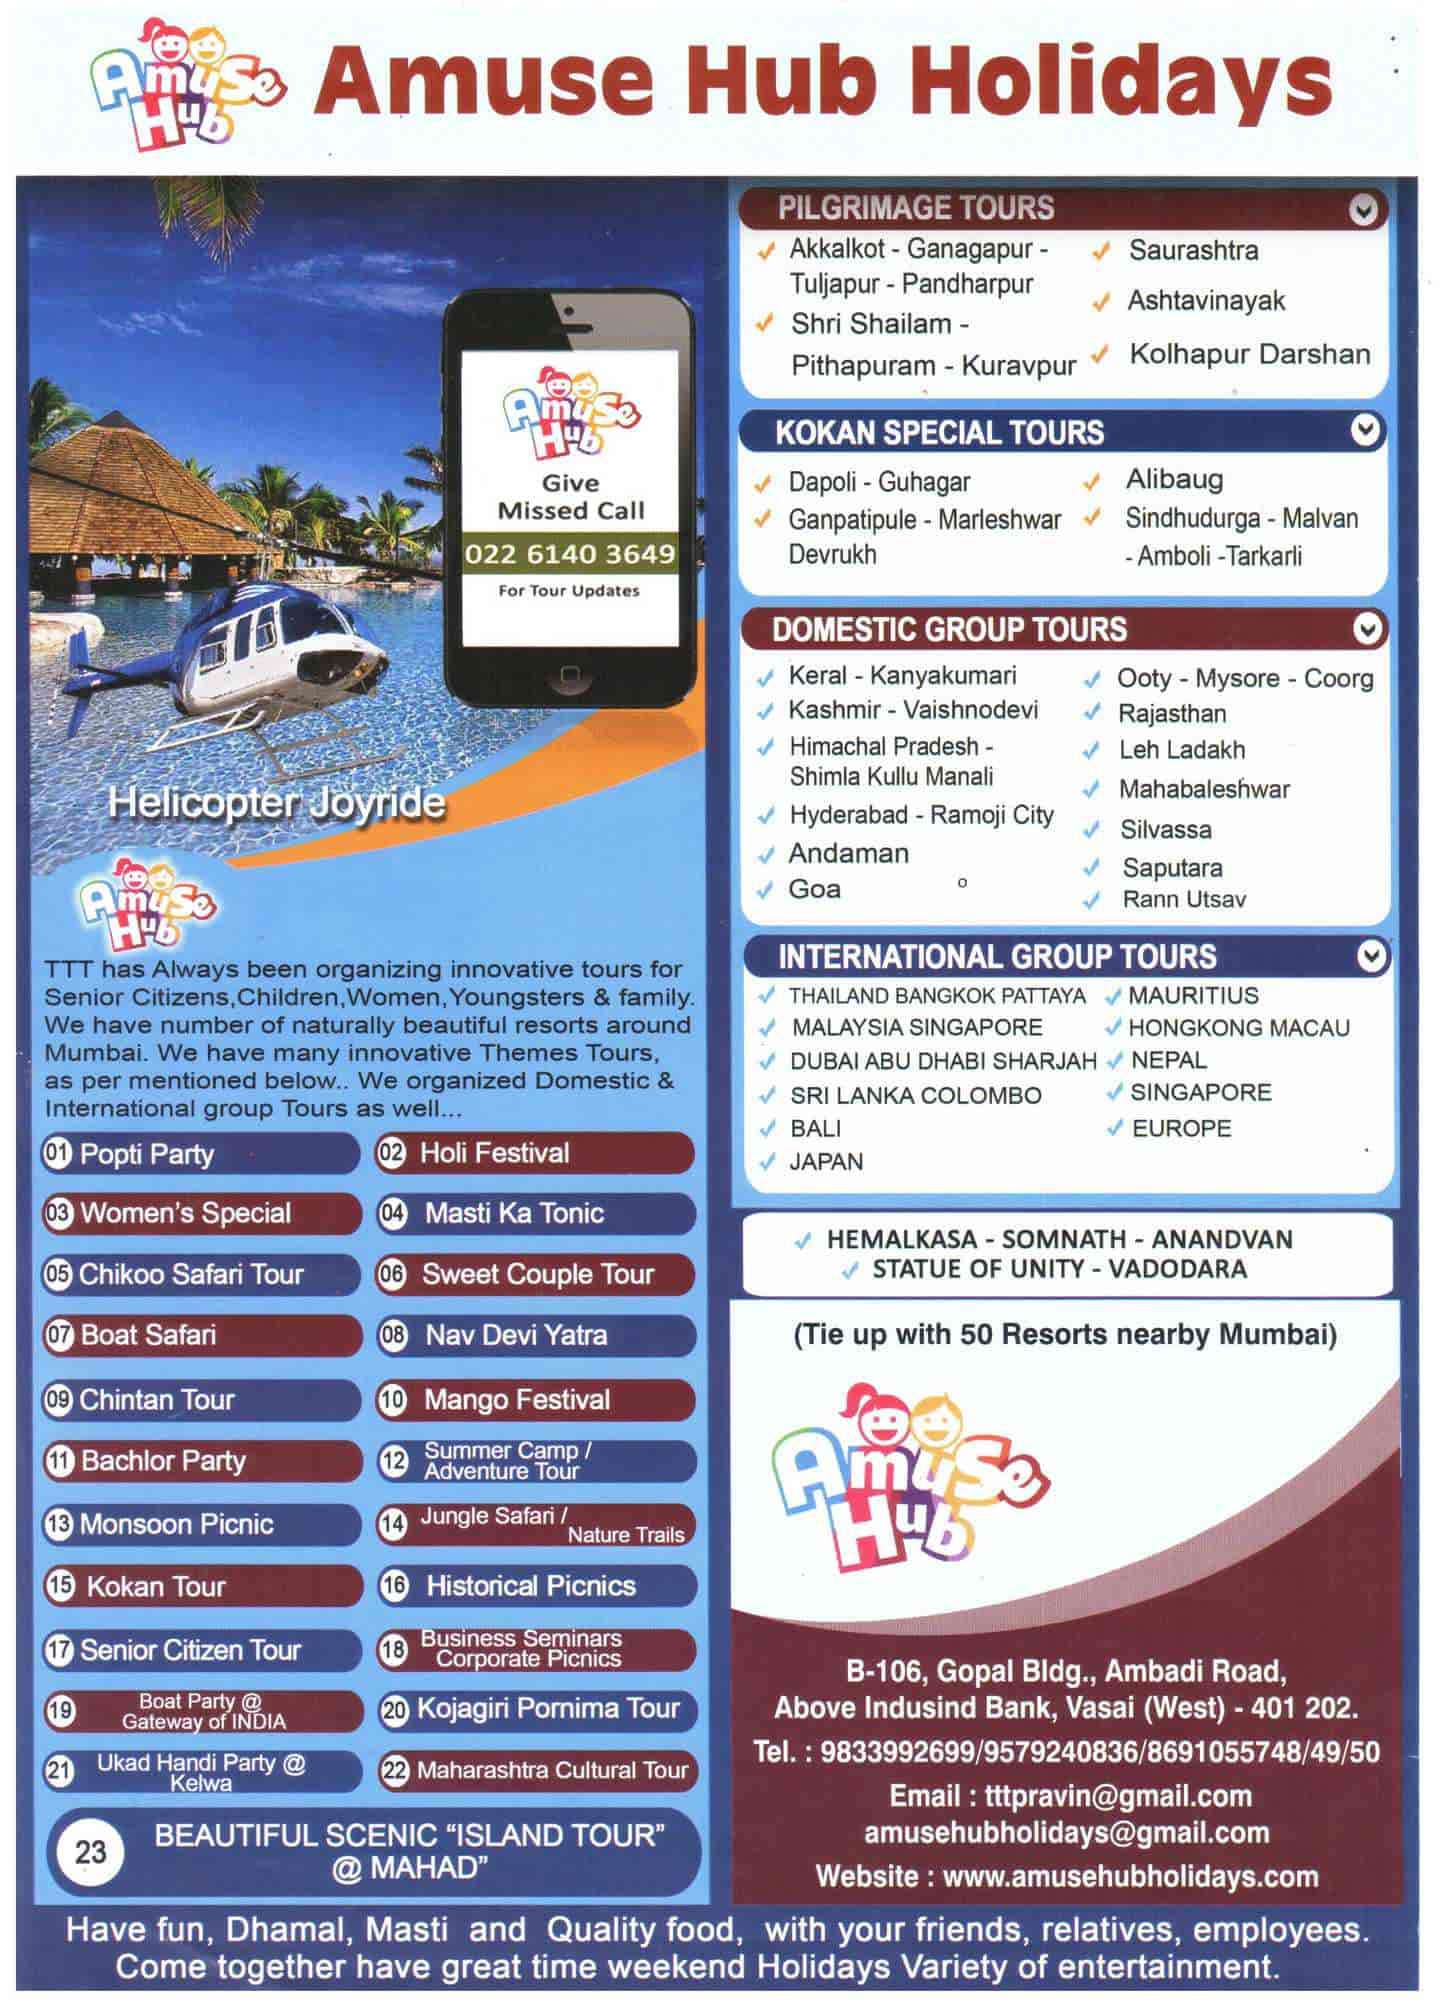 Amuse Hub
Amuse Hub Holidays
Amuse
Hub
Give
Missed Call
022 6140 3649
For Tour Updates
Helicopter Joyride
Amuse
Hub
TTT has Always been organizing innovative tours for
Senior Citizens,Children,Women,Youngsters & family.
We have number of naturally beautiful resorts around
Mumbai. We have many innovative Themes Tours,
as per mentioned below.. We organized Domestic &
International group Tours as well...
01 Popti Party
02 Holi Festival
03 Women's Special
04 Masti Ka Tonic
05 Chikoo Safari Tour
06 Sweet Couple Tour
07 Boat Safari
08 Nav Devi Yatra
09 Chintan Tour
10 Mango Festival
11 Bachlor Party
12 Summer Camp /
Adventure Tour
13 Monsoon Picnic
14 Jungle Safari /
Nature Trails
15 Kokan Tour
16 Historical Picnics
17 Senior Citizen Tour
18 Business Seminars
Corporate Picnics
19 Boat Party @
Gateway of INDIA
20 Kojagiri Pornima Tour
21 Ukad Handi Party @
Kelwa
22 Maharashtra Cultural Tour
23 BEAUTIFUL SCENIC “ISLAND TOUR”
@ MAHAD”
PILGRIMAGE TOURS
Akkalkot - Ganagapur -
Tuljapur - Pandharpur
Shri Shailam -
Pithapuram - Kuravpur
Saurashtra
Ashtavinayak
Kolhapur Darshan
KOKAN SPECIAL TOURS
Dapoli - Guhagar
Ganpatipule - Marleshwar
Devrukh
Alibaug
Sindhudurga - Malvan
- Amboli -Tarkarli
DOMESTIC GROUP TOURS
Keral - Kanyakumari
Kashmir - Vaishnodevi
Himachal Pradesh -
Shimla Kullu Manali
Hyderabad - Ramoji City
Andaman
Goa
Ooty - Mysore - Coorg
Rajasthan
Leh Ladakh
Mahabaleshwar
Silvassa
Saputara
Rann Utsav
INTERNATIONAL GROUP TOURS
THAILAND BANGKOK PATTAYA
MALAYSIA SINGAPORE
DUBAI ABU DHABI SHARJAH
SRI LANKA COLOMBO
BALI
JAPAN
MAURITIUS
HONGKONG MACAU
NEPAL
SINGAPORE
EUROPE
HEMALKASA - SOMNATH - ANANDVAN
STATUE OF UNITY - VADODARA
(Tie up with 50 Resorts nearby Mumbai)
Amuse
Hub
B-106, Gopal Bldg., Ambadi Road,
Above Indusind Bank, Vasai (West) - 401 202.
Tel. : 9833992699/9579240836/8691055748/49/50
Email : tttpravin@gmail.com
amusehubholidays@gmail.com
Website : www.amusehubholidays.com
Have fun, Dhamal, Masti and Quality food, with your friends, relatives, employees.
Come together have great time weekend Holidays Variety of entertainment.